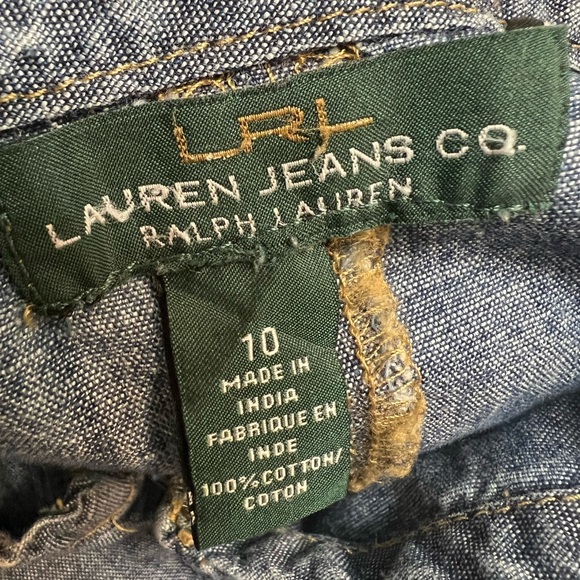 LRL
LAUREN JEANS CO.
RALPH LAUREN
10
MADE IN
INDIA
FABRIQUE EN
INDE
100% COTTON/
COTON